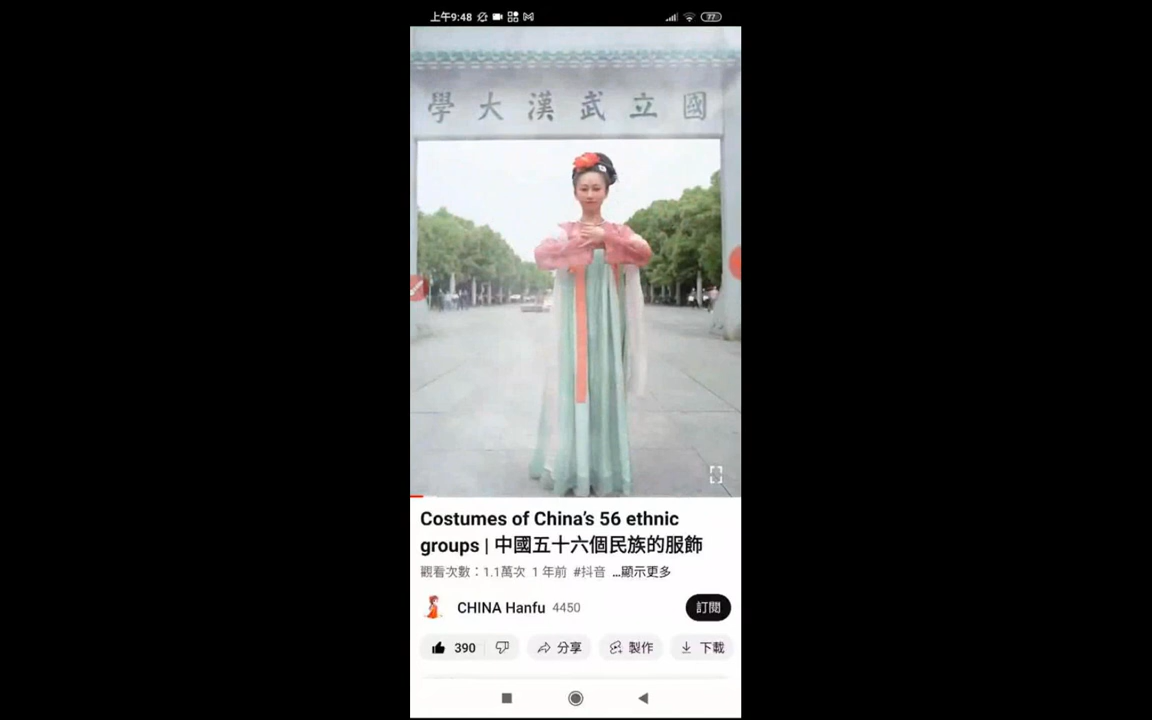 上午9:48
77
學大漢武立國
Costumes of China's 56 ethnic
groups | 中國五十六個民族的服飾
觀看次數：1.1萬次 1 年前 #抖音 ...顯示更多
CHINA Hanfu 4450
訂閱
390 分享 製作 下載